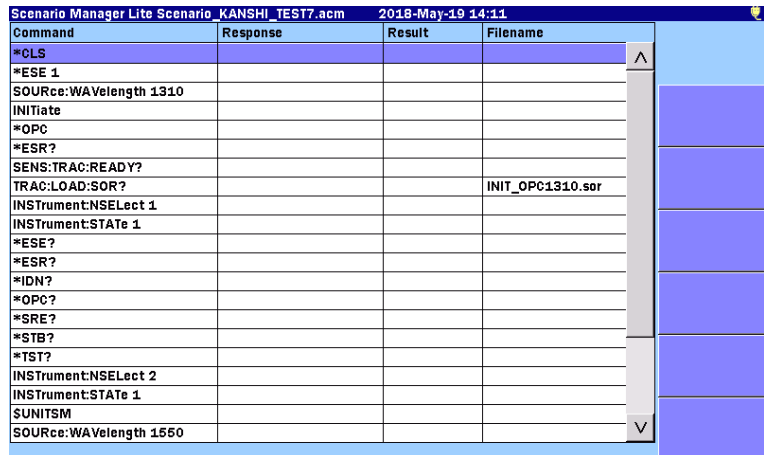 Scenario Manager Lite Scenario_KANSHI_TEST7.acm 2018-May-19 14:11
Command Response Result Filename
*CLS
*ESE 1
SOURce:WAVelength 1310
INITiate
*OPC
*ESR?
SENS:TRAC:READY?
TRAC:LOAD:SOR? INIT_OPC1310.sor
INSTrument:NSELect 1
INSTrument:STATe 1
*ESE?
*ESR?
*IDN?
*OPC?
*SRE?
*STB?
*TST?
INSTrument:NSELect 2
INSTrument:STATe 1
$UNITSM
SOURce:WAVelength 1550